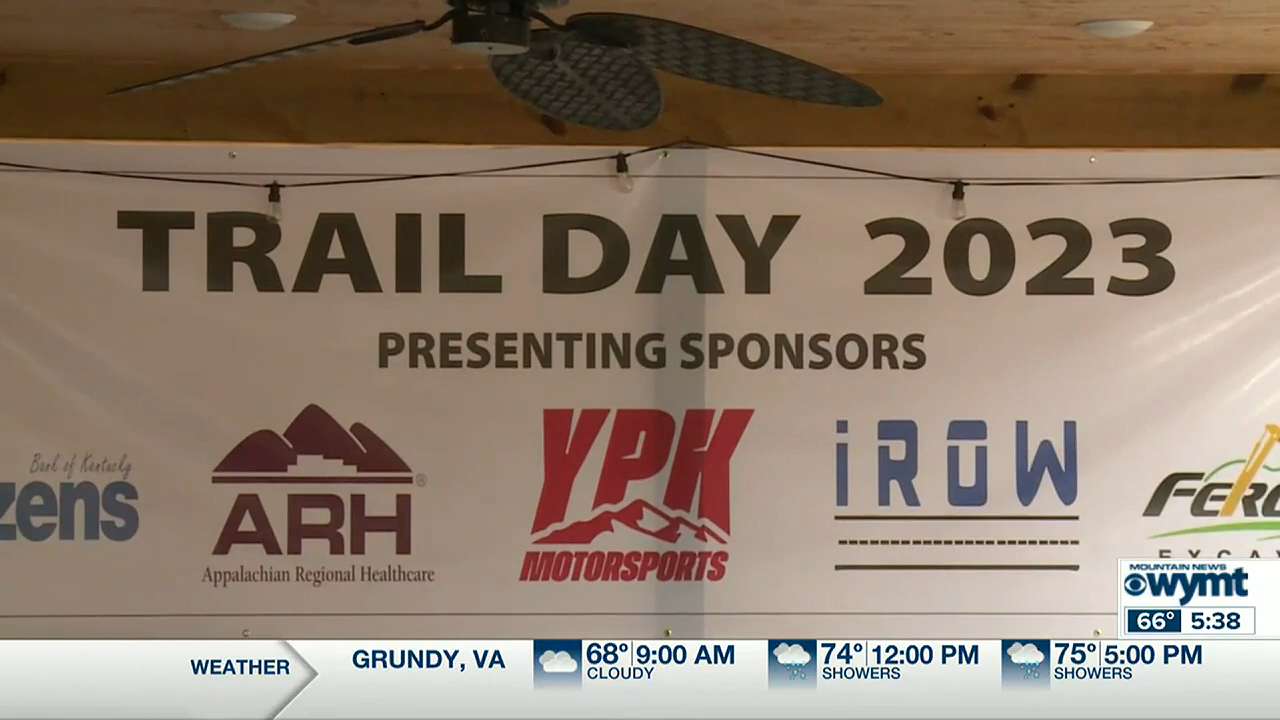 TRAIL DAY 2023
PRESENTING SPONSORS
Bank of Kentucky
zens
ARH®
Appalachian Regional Healthcare
YPK
MOTORSPORTS
iROW
MOUNTAIN NEWS
wymt
66° 5:38
WEATHER
GRUNDY, VA
68° 9:00 AM
CLOUDY
74° 12:00 PM
SHOWERS
75° 5:00 PM
SHOWERS